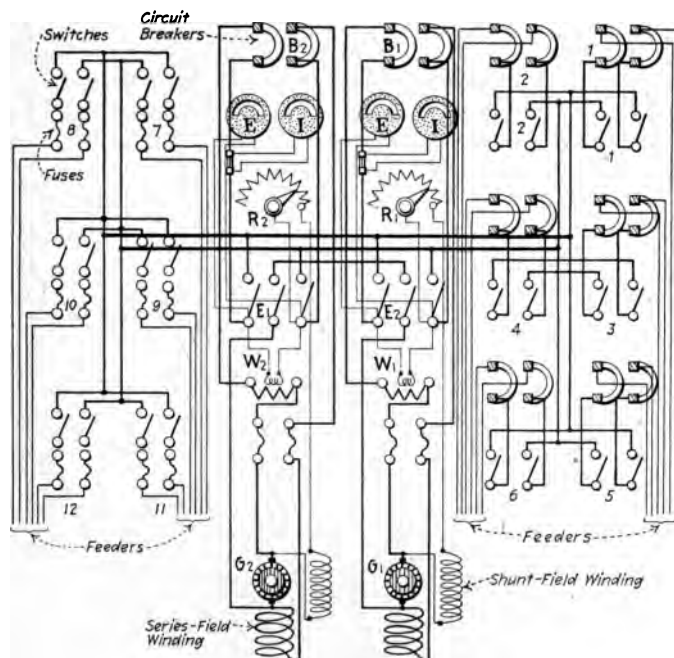 Circuit
Breakers
Switches
B2
B1
1
2
8
7
E
I
E
I
2
1
Fuses
R2
R1
10
9
E1
E2
4
3
W2
W1
12
11
6
5
Feeders
Feeders
G2
G1
Shunt-Field Winding
Series-Field
Winding